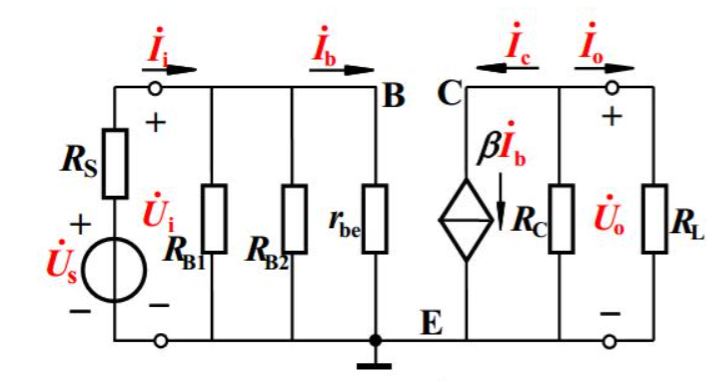 İi İb İc İo
B C
+ +
βİb
RS
U̇i rbe RC U̇o RL
+ RB1 RB2
U̇s
− − E −